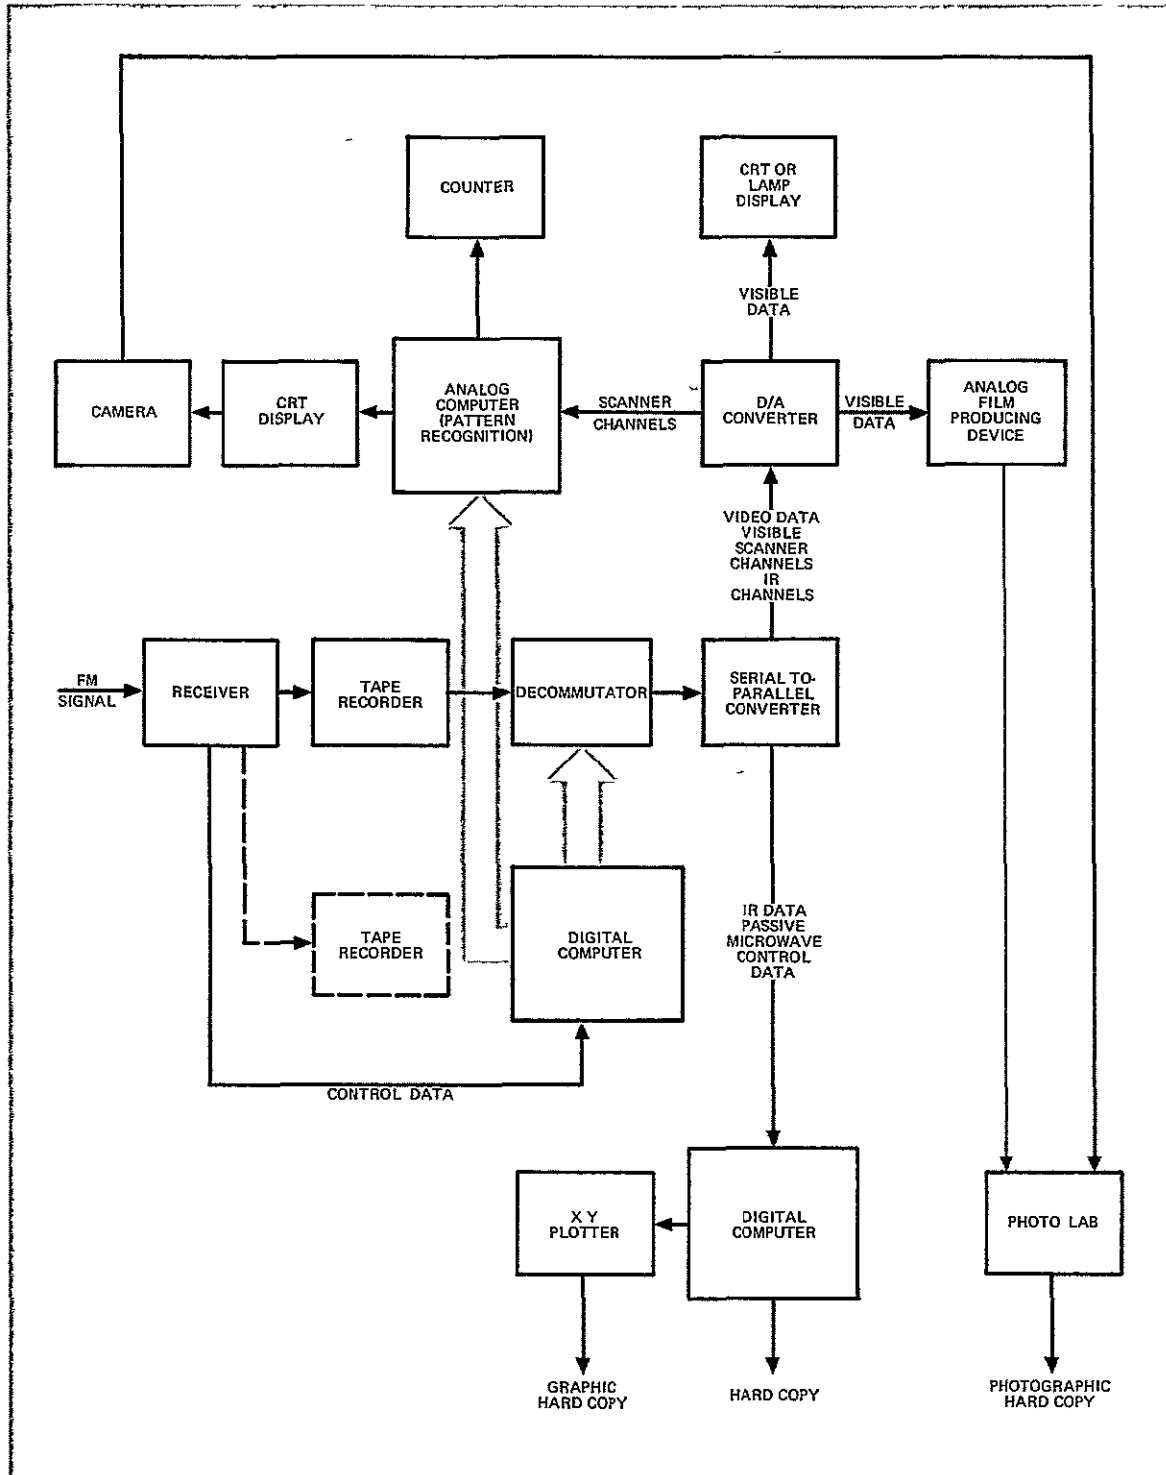 COUNTER
CRT OR
LAMP
DISPLAY
VISIBLE
DATA
CAMERA
CRT
DISPLAY
ANALOG
COMPUTER
(PATTERN
RECOGNITION)
SCANNER
CHANNELS
D/A
CONVERTER
VISIBLE
DATA
ANALOG
FILM
PRODUCING
DEVICE
VIDEO DATA
VISIBLE
SCANNER
CHANNELS
IR
CHANNELS
FM
SIGNAL
RECEIVER
TAPE
RECORDER
DECOMMUTATOR
SERIAL TO-
PARALLEL
CONVERTER
TAPE
RECORDER
DIGITAL
COMPUTER
IR DATA
PASSIVE
MICROWAVE
CONTROL
DATA
CONTROL DATA
X Y
PLOTTER
DIGITAL
COMPUTER
PHOTO LAB
GRAPHIC
HARD COPY
HARD COPY
PHOTOGRAPHIC
HARD COPY